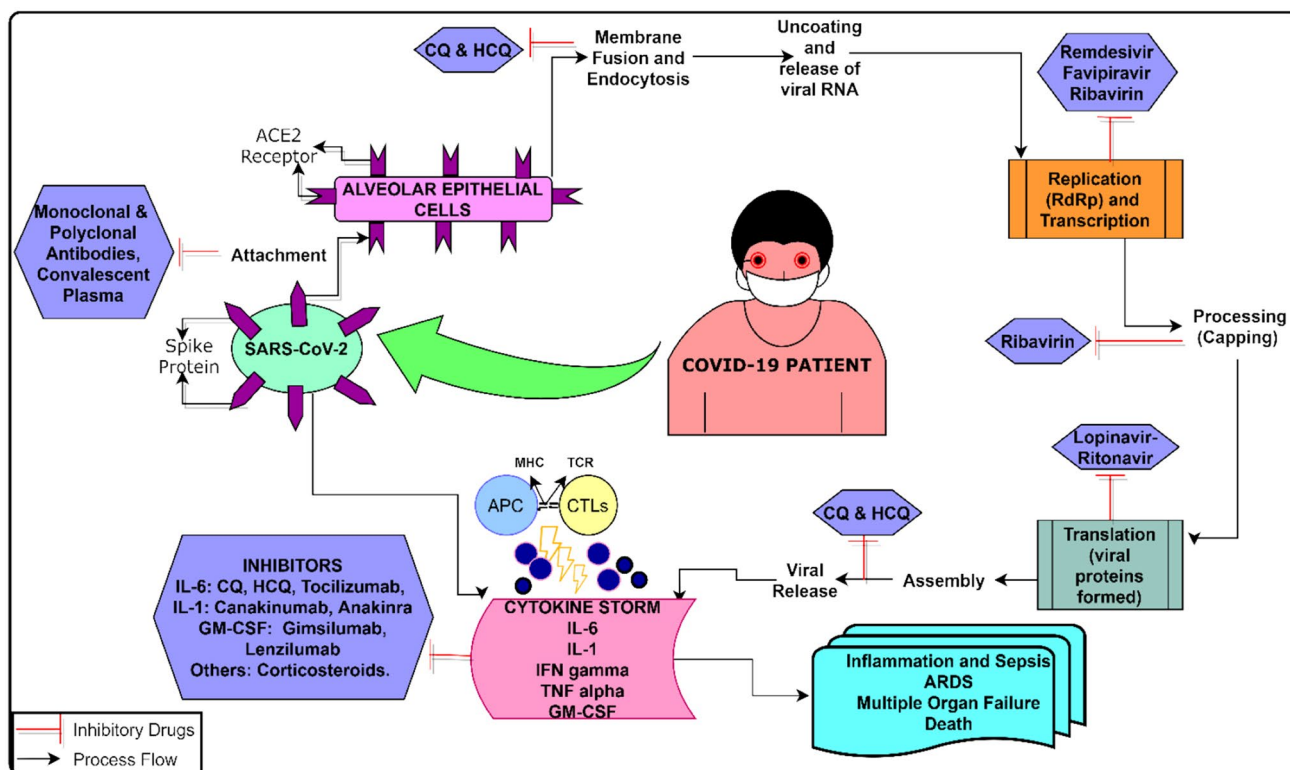 CQ & HCQ
Membrane
Fusion and
Endocytosis
Uncoating
and
release of
viral RNA
Remdesivir
Favipiravir
Ribavirin
ACE2
Receptor
ALVEOLAR EPITHELIAL
CELLS
Replication
(RdRp) and
Transcription
Monoclonal &
Polyclonal
Antibodies,
Convalescent
Plasma
Attachment
Spike
Protein
SARS-CoV-2
COVID-19 PATIENT
Ribavirin
Processing
(Capping)
Lopinavir-
Ritonavir
MHC
TCR
APC
CTLs
CQ & HCQ
Translation
(viral
proteins
formed)
Assembly
Viral
Release
INHIBITORS
IL-6: CQ, HCQ, Tocilizumab,
IL-1: Canakinumab, Anakinra
GM-CSF: Gimsilumab,
Lenzilumab
Others: Corticosteroids.
CYTOKINE STORM
IL-6
IL-1
IFN gamma
TNF alpha
GM-CSF
Inflammation and Sepsis
ARDS
Multiple Organ Failure
Death
Inhibitory Drugs
Process Flow